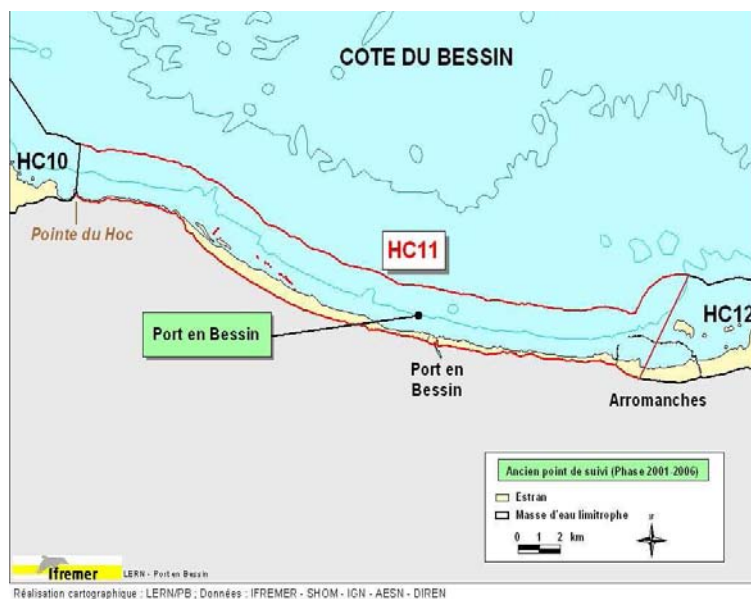 COTE DU BESSIN
HC10
Pointe du Hoc
HC11
HC12
Port en Bessin
Port en
Bessin
Arromanches
Ancien point de suivi (Phase 2001-2006)
Estran
Masse d'eau limitrophe
0 1 2 km
Ifremer
LERN - Port en Bessin
Réalisation cartographique : LERN/PB ; Données : IFREMER - SHOM - IGN - AESN - DIREN